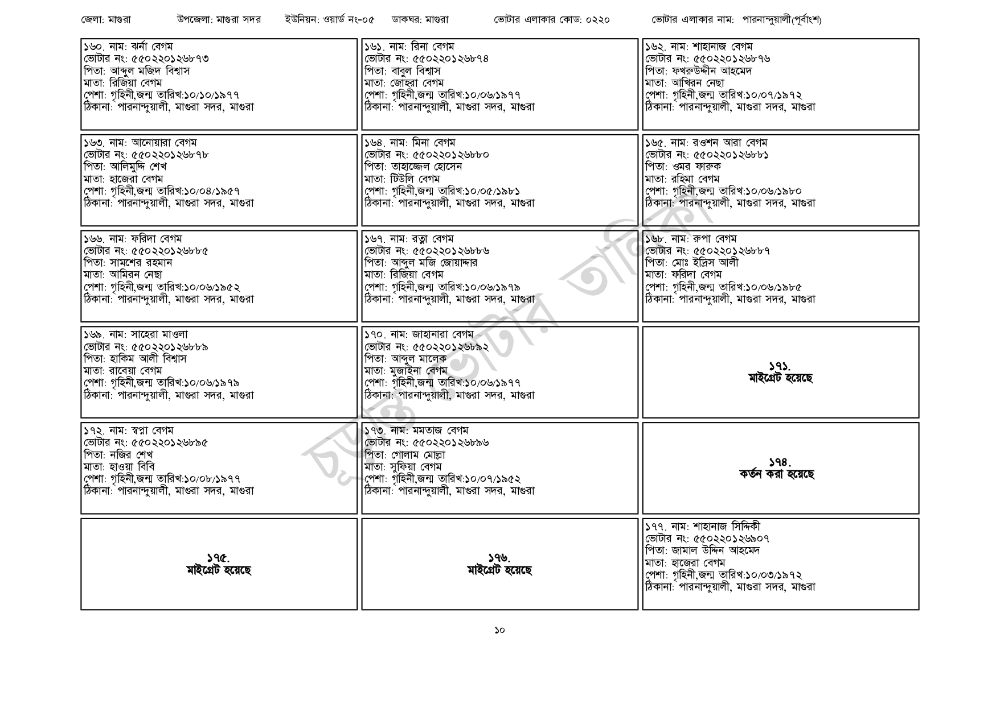 জেলা: মাগুরা উপজেলা: মাগুরা সদর ইউনিয়ন: ওয়ার্ড নং-০৫ ডাকঘর: মাগুরা ভোটার এলাকার কোড: ০২২০ ভোটার এলাকার নাম: পারনান্দুয়ালী(পূর্বাংশ)
১৬০. নাম: ঝর্না বেগম
ভোটার নং: ৫৫০২২০১২৬৮৭৩
পিতা: আব্দুল মজিদ বিশ্বাস
মাতা: রিজিয়া বেগম
পেশা: গৃহিনী,জন্ম তারিখ:১০/১০/১৯৭৭
ঠিকানা: পারনান্দুয়ালী, মাগুরা সদর, মাগুরা
১৬১. নাম: রিনা বেগম
ভোটার নং: ৫৫০২২০১২৬৮৭৪
পিতা: বাবুল বিশ্বাস
মাতা: জোহরা বেগম
পেশা: গৃহিনী,জন্ম তারিখ:১০/০৬/১৯৭৭
ঠিকানা: পারনান্দুয়ালী, মাগুরা সদর, মাগুরা
১৬২. নাম: শাহানাজ বেগম
ভোটার নং: ৫৫০২২০১২৬৮৭৬
পিতা: ফখরুউদ্দীন আহমেদ
মাতা: আখিরন নেছা
পেশা: গৃহিনী,জন্ম তারিখ:১০/০৭/১৯৭২
ঠিকানা: পারনান্দুয়ালী, মাগুরা সদর, মাগুরা
১৬৩. নাম: আনোয়ারা বেগম
ভোটার নং: ৫৫০২২০১২৬৮৭৮
পিতা: আলিমুদ্দি শেখ
মাতা: হাজেরা বেগম
পেশা: গৃহিনী,জন্ম তারিখ:১০/০৪/১৯৫৭
ঠিকানা: পারনান্দুয়ালী, মাগুরা সদর, মাগুরা
১৬৪. নাম: মিনা বেগম
ভোটার নং: ৫৫০২২০১২৬৮৮০
পিতা: তাহাজ্জেল হোসেন
মাতা: টিউলি বেগম
পেশা: গৃহিনী,জন্ম তারিখ:১০/০৫/১৯৮১
ঠিকানা: পারনান্দুয়ালী, মাগুরা সদর, মাগুরা
১৬৫. নাম: রওশন আরা বেগম
ভোটার নং: ৫৫০২২০১২৬৮৮১
পিতা: ওমর ফারুক
মাতা: রহিমা বেগম
পেশা: গৃহিনী,জন্ম তারিখ:১০/০৬/১৯৮০
ঠিকানা: পারনান্দুয়ালী, মাগুরা সদর, মাগুরা
১৬৬. নাম: ফরিদা বেগম
ভোটার নং: ৫৫০২২০১২৬৮৮৫
পিতা: সামশের রহমান
মাতা: আমিরন নেছা
পেশা: গৃহিনী,জন্ম তারিখ:১০/০৬/১৯৫২
ঠিকানা: পারনান্দুয়ালী, মাগুরা সদর, মাগুরা
১৬৭. নাম: রত্না বেগম
ভোটার নং: ৫৫০২২০১২৬৮৮৬
পিতা: আব্দুল মজি জোয়াদ্দার
মাতা: রিজিয়া বেগম
পেশা: গৃহিনী,জন্ম তারিখ:১০/০৬/১৯৭৯
ঠিকানা: পারনান্দুয়ালী, মাগুরা সদর, মাগুরা
১৬৮. নাম: রুপা বেগম
ভোটার নং: ৫৫০২২০১২৬৮৮৭
পিতা: মোঃ ইদ্রিস আলী
মাতা: ফরিদা বেগম
পেশা: গৃহিনী,জন্ম তারিখ:১০/০৬/১৯৮৫
ঠিকানা: পারনান্দুয়ালী, মাগুরা সদর, মাগুরা
১৬৯. নাম: সাহেরা মাওলা
ভোটার নং: ৫৫০২২০১২৬৮৮৯
পিতা: হাকিম আলী বিশ্বাস
মাতা: রাবেয়া বেগম
পেশা: গৃহিনী,জন্ম তারিখ:১০/০৬/১৯৭৯
ঠিকানা: পারনান্দুয়ালী, মাগুরা সদর, মাগুরা
১৭০. নাম: জাহানারা বেগম
ভোটার নং: ৫৫০২২০১২৬৮৯২
পিতা: আব্দুল মালেক
মাতা: মুজাইনা বেগম
পেশা: গৃহিনী,জন্ম তারিখ:১০/০৬/১৯৭৭
ঠিকানা: পারনান্দুয়ালী, মাগুরা সদর, মাগুরা
১৭১.
মাইগ্রেট হয়েছে
১৭২. নাম: স্বপ্না বেগম
ভোটার নং: ৫৫০২২০১২৬৮৯৫
পিতা: নজির শেখ
মাতা: হাওয়া বিবি
পেশা: গৃহিনী,জন্ম তারিখ:১০/০৮/১৯৭৭
ঠিকানা: পারনান্দুয়ালী, মাগুরা সদর, মাগুরা
১৭৩. নাম: মমতাজ বেগম
ভোটার নং: ৫৫০২২০১২৬৮৯৬
পিতা: গোলাম মোল্লা
মাতা: সুফিয়া বেগম
পেশা: গৃহিনী,জন্ম তারিখ:১০/০৭/১৯৫২
ঠিকানা: পারনান্দুয়ালী, মাগুরা সদর, মাগুরা
১৭৪.
কর্তন করা হয়েছে
১৭৫.
মাইগ্রেট হয়েছে
১৭৬.
মাইগ্রেট হয়েছে
১৭৭. নাম: শাহানাজ সিদ্দিকী
ভোটার নং: ৫৫০২২০১২৬৯০৭
পিতা: জামাল উদ্দিন আহমেদ
মাতা: হাজেরা বেগম
পেশা: গৃহিনী,জন্ম তারিখ:১০/০৩/১৯৭২
ঠিকানা: পারনান্দুয়ালী, মাগুরা সদর, মাগুরা
চূড়ান্ত ভোটার তালিকা
১০